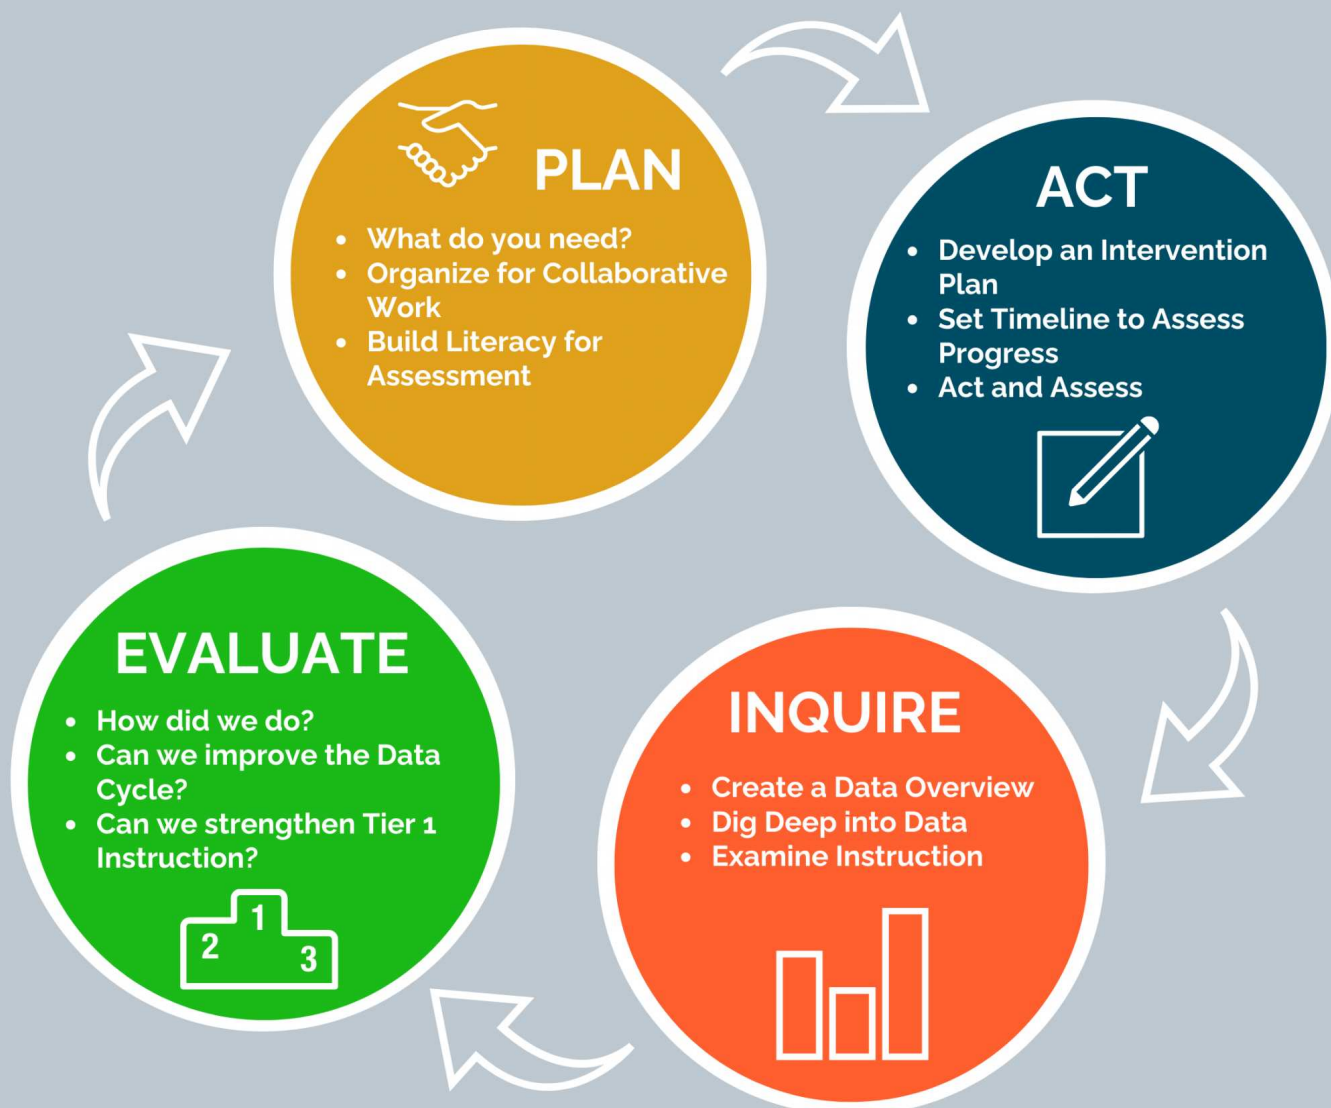 PLAN
• What do you need?
• Organize for Collaborative
Work
• Build Literacy for
Assessment
ACT
• Develop an Intervention
Plan
• Set Timeline to Assess
Progress
• Act and Assess
INQUIRE
• Create a Data Overview
• Dig Deep into Data
• Examine Instruction
EVALUATE
• How did we do?
• Can we improve the Data
Cycle?
• Can we strengthen Tier 1
Instruction?
1
2
3